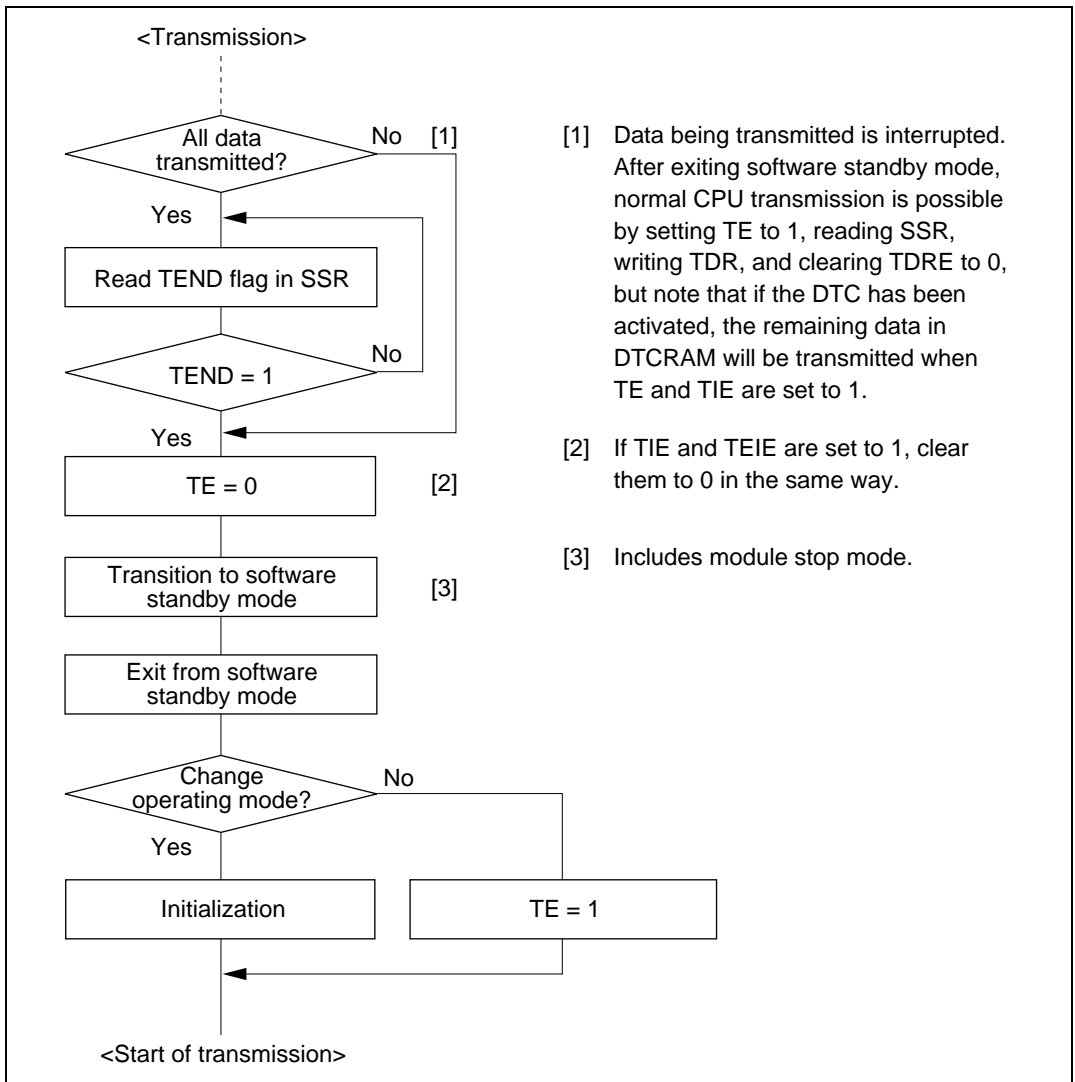 <Transmission>
All data
transmitted?
No
[1]
Yes
Read TEND flag in SSR
TEND = 1
No
Yes
TE = 0
[2]
Transition to software
standby mode
[3]
Exit from software
standby mode
Change
operating mode?
No
Yes
Initialization
TE = 1
<Start of transmission>
[1] Data being transmitted is interrupted.
After exiting software standby mode,
normal CPU transmission is possible
by setting TE to 1, reading SSR,
writing TDR, and clearing TDRE to 0,
but note that if the DTC has been
activated, the remaining data in
DTCRAM will be transmitted when
TE and TIE are set to 1.
[2] If TIE and TEIE are set to 1, clear
them to 0 in the same way.
[3] Includes module stop mode.